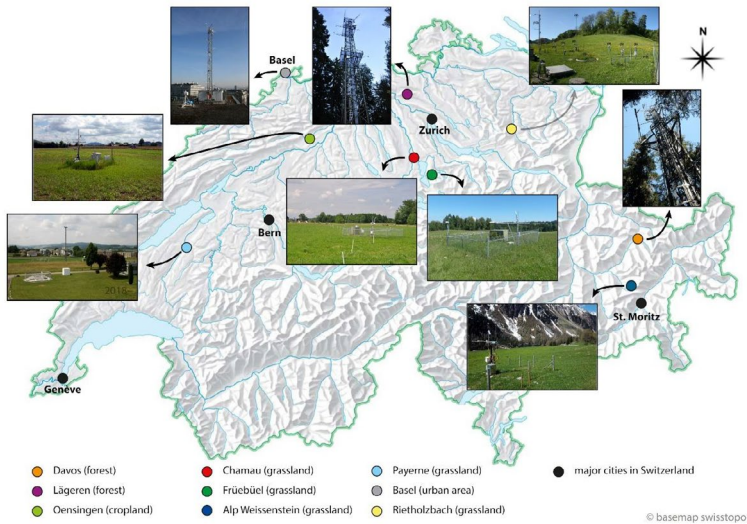 N
Basel
Zurich
Bern
2018
St. Moritz
Genève
Davos (forest)
Chamau (grassland)
Payerne (grassland)
major cities in Switzerland
Lägeren (forest)
Früebüel (grassland)
Basel (urban area)
Oensingen (cropland)
Alp Weissenstein (grassland)
Rietholzbach (grassland)
© basemap swisstopo